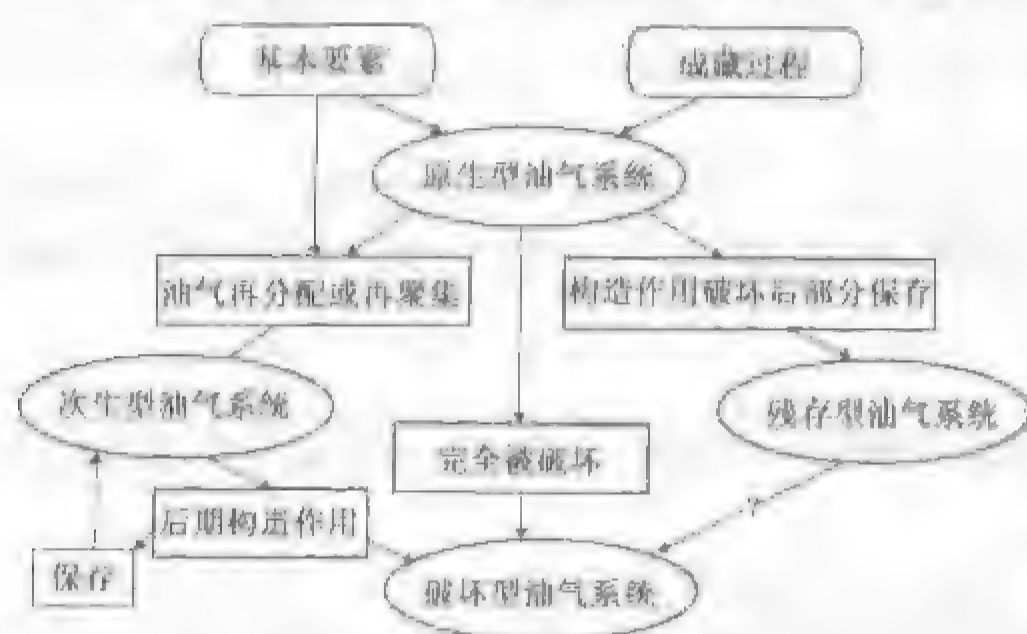 基本要素
成藏过程
原生型油气系统
油气再分配或再聚集
构造作用破坏后部分保存
次生型油气系统
残存型油气系统
完全被破坏
?
后期构造作用
保存
破坏型油气系统